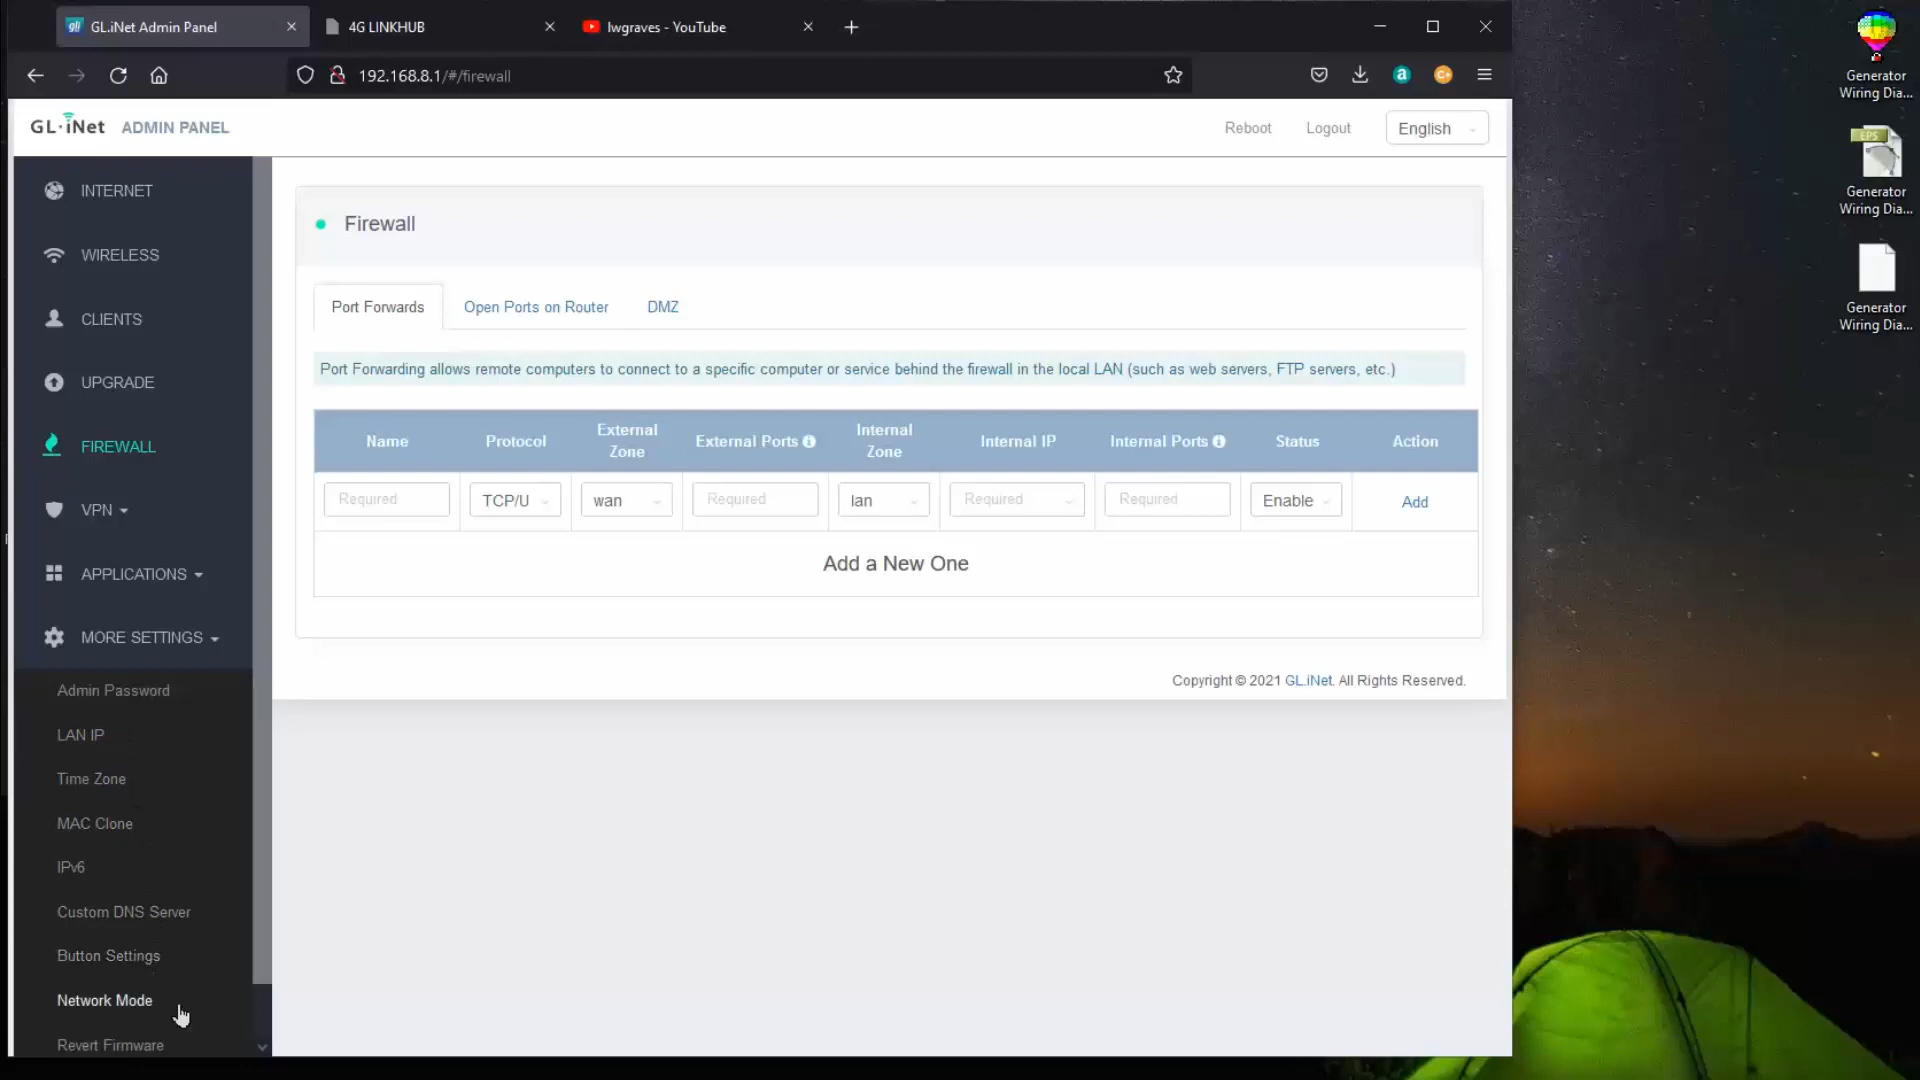 GL.iNet Admin Panel
4G LINKHUB
lwgraves - YouTube
192.168.8.1/#/firewall
GL·iNet ADMIN PANEL
Reboot
Logout
English
INTERNET
WIRELESS
CLIENTS
UPGRADE
FIREWALL
VPN
APPLICATIONS
MORE SETTINGS
Admin Password
LAN IP
Time Zone
MAC Clone
IPv6
Custom DNS Server
Button Settings
Network Mode
Revert Firmware
Firewall
Port Forwards
Open Ports on Router
DMZ
Port Forwarding allows remote computers to connect to a specific computer or service behind the firewall in the local LAN (such as web servers, FTP servers, etc.)
Name
Protocol
External
Zone
External Ports
Internal
Zone
Internal IP
Internal Ports
Status
Action
Required
TCP/U
wan
Required
lan
Required
Required
Enable
Add
Add a New One
Copyright © 2021 GL.iNet. All Rights Reserved.
Generator
Wiring Dia...
EPS
Generator
Wiring Dia...
Generator
Wiring Dia...